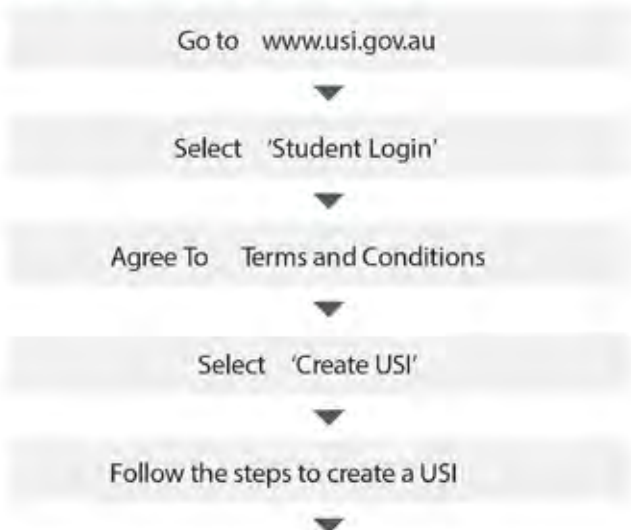 Go to www.usi.gov.au
Select 'Student Login'
Agree To Terms and Conditions
Select 'Create USI'
Follow the steps to create a USI